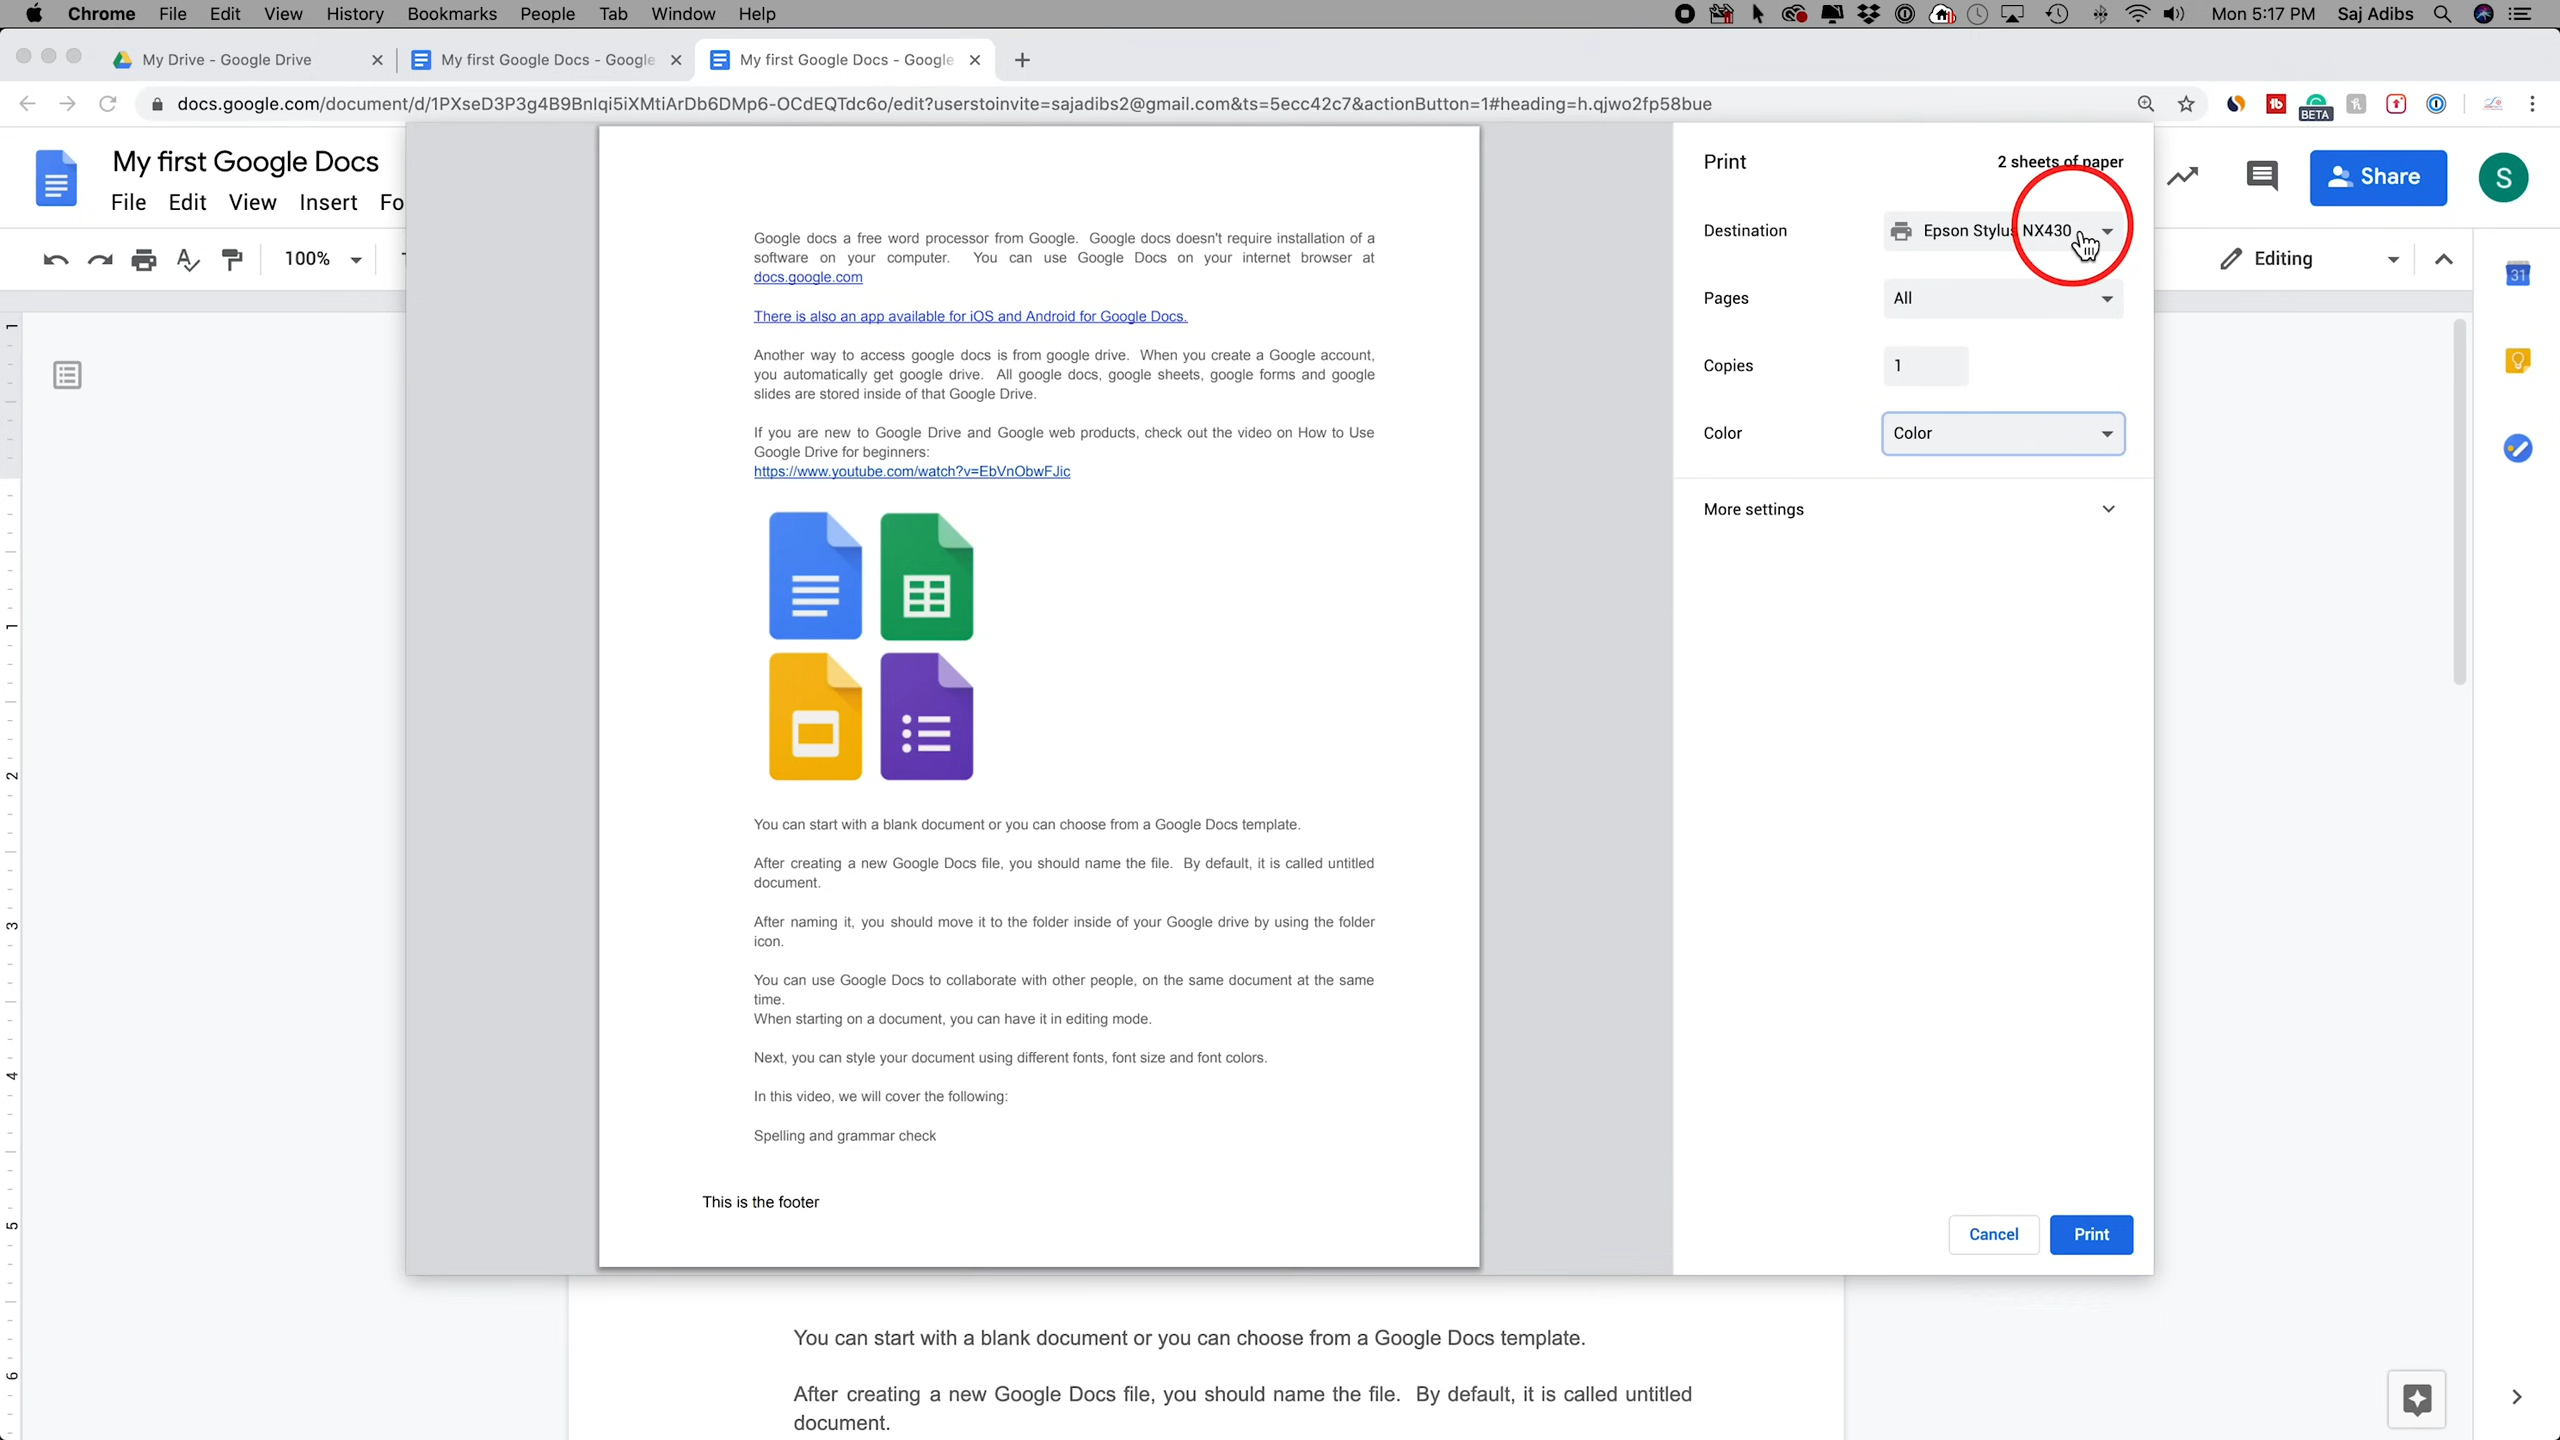 Chrome File Edit View History Bookmarks People Tab Window Help Mon 5:17 PM Saj Adibs
My Drive - Google Drive My first Google Docs - Google My first Google Docs - Google
docs.google.com/document/d/1PXseD3P3g4B9BnIqi5iXMtiArDb6DMp6-OCdEQTdc6o/edit?userstoinvite=sajadibs2@gmail.com&ts=5ecc42c7&actionButton=1#heading=h.qjwo2fp58bue
BETA
My first Google Docs
File Edit View Insert Fo
Share
S
100%
Editing
31
Google docs a free word processor from Google. Google docs doesn't require installation of a
software on your computer. You can use Google Docs on your internet browser at
docs.google.com
There is also an app available for iOS and Android for Google Docs.
Another way to access google docs is from google drive. When you create a Google account,
you automatically get google drive. All google docs, google sheets, google forms and google
slides are stored inside of that Google Drive.
If you are new to Google Drive and Google web products, check out the video on How to Use
Google Drive for beginners:
https://www.youtube.com/watch?v=EbVnObwFJic
You can start with a blank document or you can choose from a Google Docs template.
After creating a new Google Docs file, you should name the file. By default, it is called untitled
document.
After naming it, you should move it to the folder inside of your Google drive by using the folder
icon.
You can use Google Docs to collaborate with other people, on the same document at the same
time.
When starting on a document, you can have it in editing mode.
Next, you can style your document using different fonts, font size and font colors.
In this video, we will cover the following:
Spelling and grammar check
This is the footer
Print 2 sheets of paper
Destination Epson Stylus NX430
Pages All
Copies 1
Color Color
More settings
Cancel Print
1
1
2
3
4
5
6
You can start with a blank document or you can choose from a Google Docs template.
After creating a new Google Docs file, you should name the file. By default, it is called untitled
document.